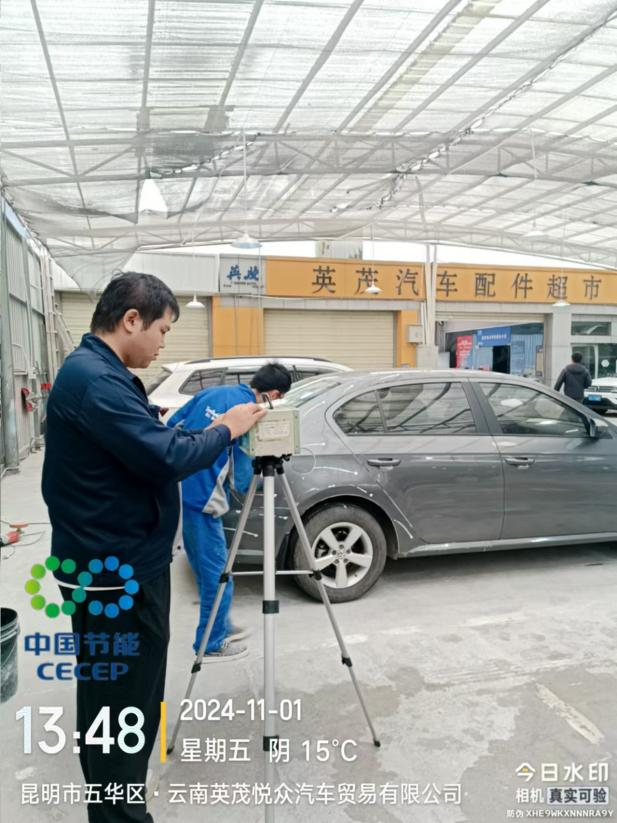 英茂
英茂汽车配件超市
中国节能
CECEP
13:48
2024-11-01
星期五 阴 15℃
昆明市五华区·云南英茂悦众汽车贸易有限公司
今日水印
相机 真实可验
防伪 XHE9WKXNNNRA9Y